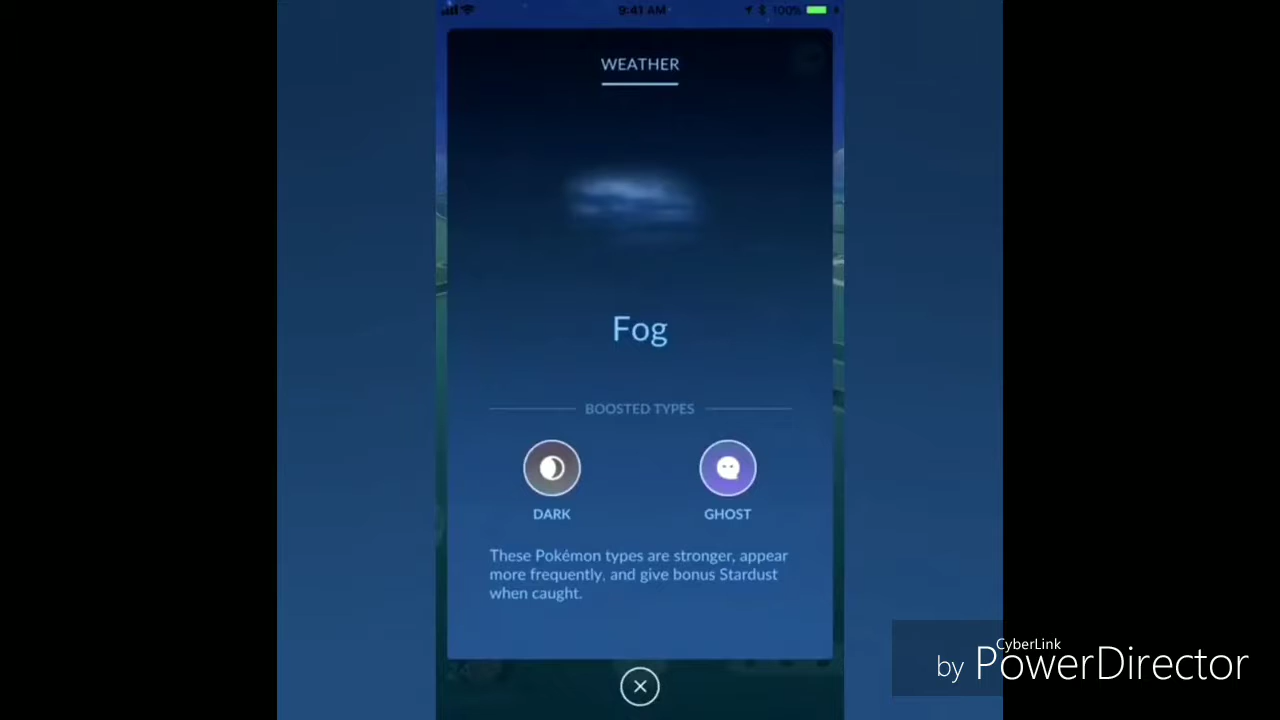 9:41 AM
100%
WEATHER
Fog
BOOSTED TYPES
DARK
GHOST
These Pokémon types are stronger, appear
more frequently, and give bonus Stardust
when caught.
CyberLink
by PowerDirector